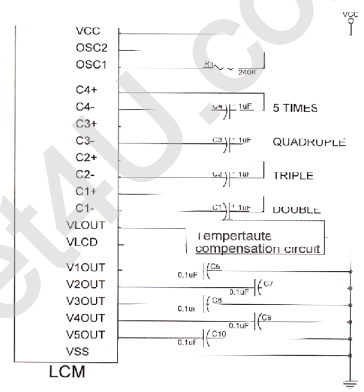 VCC
VCC
OSC2
OSC1
R1
240K
C4+
C4-
C4
+ 1uF
5 TIMES
C3+
C3-
C3
+ 1uF
QUADRUPLE
C2+
C2-
C2
+ 1uF
TRIPLE
C1+
C1-
C1
+ 1uF
DOUBLE
VLOUT
VLCD
Tempertaute
compensation circuit
V1OUT
C6
0.1uF
V2OUT
C7
0.1uF
V3OUT
C8
0.1uF
V4OUT
C9
0.1uF
V5OUT
C10
0.1uF
VSS
LCM